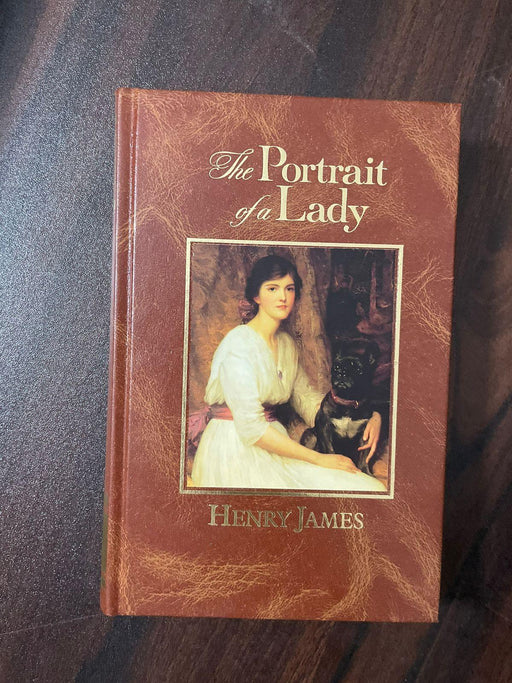 The Portrait
of a Lady
HENRY JAMES